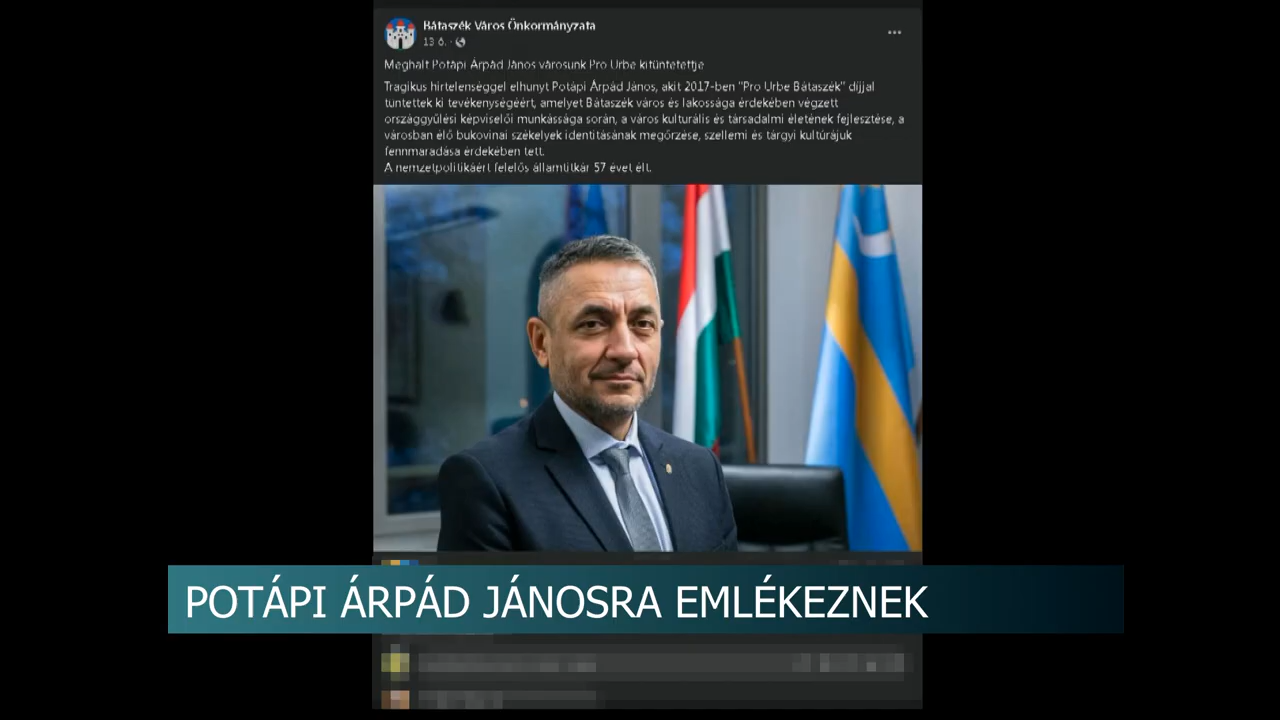 Bátaszék Város Önkormányzata
13 ó. ·
Meghalt Potápi Árpád János városunk Pro Urbe kitüntetettje
Tragikus hirtelenséggel elhunyt Potápi Árpád János, akit 2017-ben "Pro Urbe Bátaszék" díjjal
tüntettek ki tevékenységéért, amelyet Bátaszék város és lakossága érdekében végzett
országgyűlési képviselői munkássága során, a város kulturális és társadalmi életének fejlesztése, a
városban élő bukovinai székelyek identitásának megőrzése, szellemi és tárgyi kultúrájuk
fennmaradása érdekében tett.
A nemzetpolitikáért felelős államtitkár 57 évet élt.
POTÁPI ÁRPÁD JÁNOSRA EMLÉKEZNEK